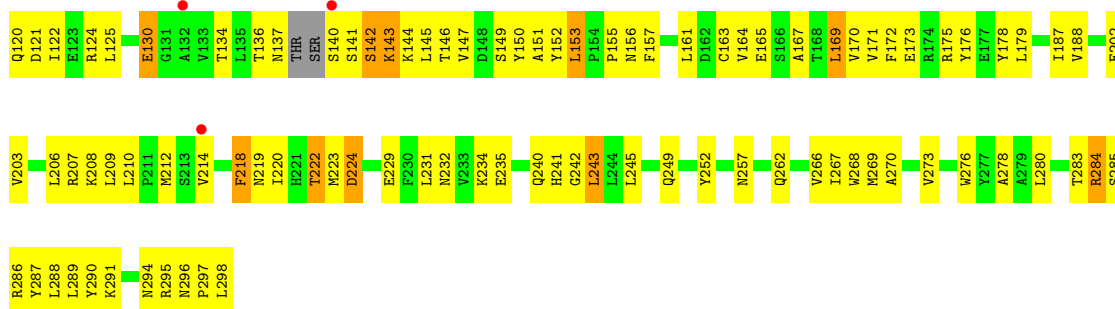 Q120 D121 I122 E123 R124 L125 E130 G131 A132 V133 T134 L135 T136 N137 THR SER S140 S141 S142 K143 K144 L145 T146 V147 D148 S149 Y150 A151 Y152 L153 P154 P155 N156 F157 L161 D162 C163 V164 E165 S166 A167 T168 L169 V170 V171 F172 E173 R174 R175 Y176 E177 Y178 L179 I187 V188
V203 L206 R207 K208 L209 L210 P211 M212 S213 V214 F218 N219 I220 H221 T222 M223 D224 E229 F230 L231 N232 V233 K234 E235 Q240 H241 G242 L243 L244 L245 Q249 Y252 N257 Q262 V266 I267 W268 M269 A270 V273 W276 Y277 A278 A279 L280 T283 R284 S285
R286 Y287 L288 L289 Y290 K291 N294 R295 N296 P297 L298